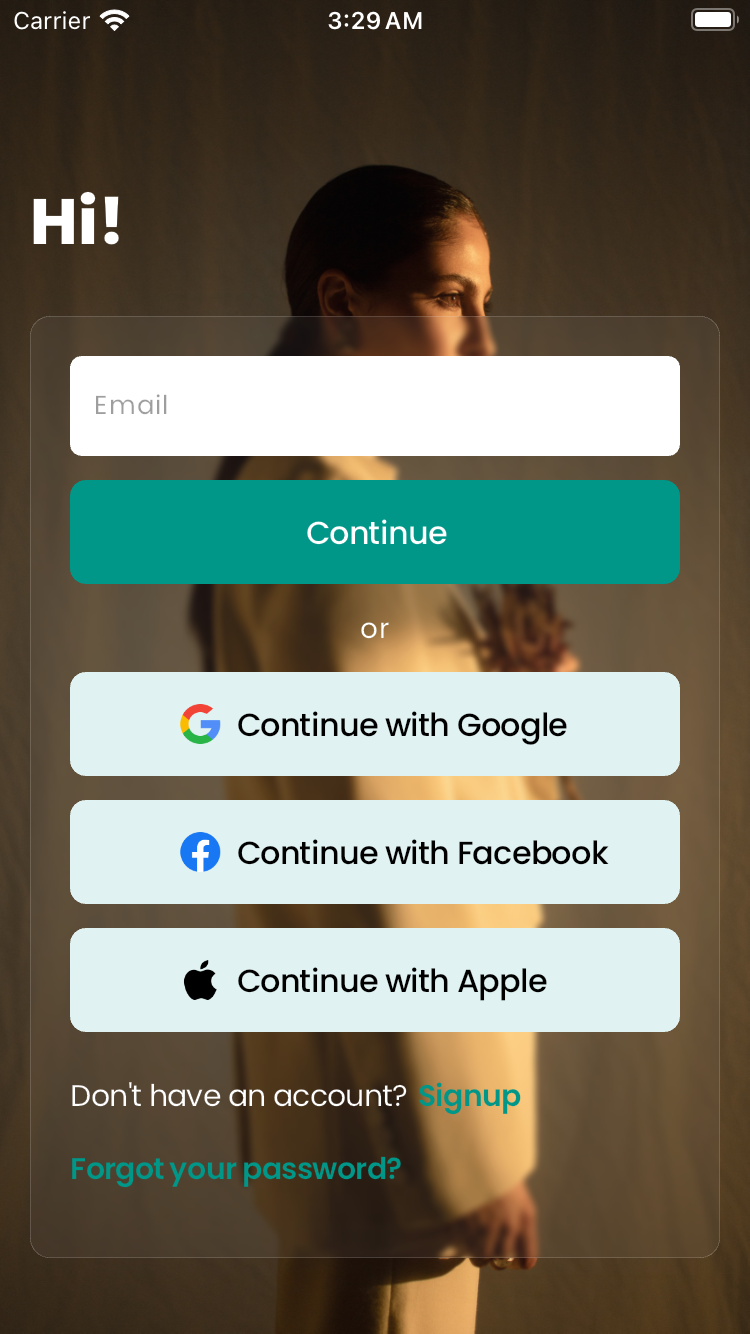 Carrier 3:29 AM
Hi!
Email
Continue
or
Continue with Google
Continue with Facebook
Continue with Apple
Don't have an account? Signup
Forgot your password?